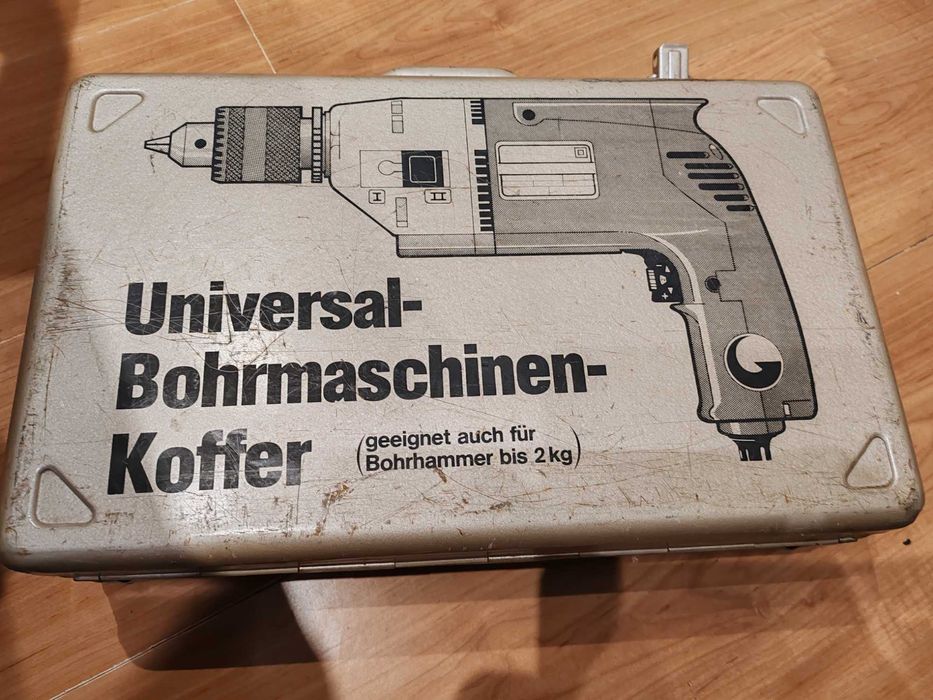 Universal-
Bohrmaschinen-
Koffer
(geeignet auch für
Bohrhammer bis 2 kg)